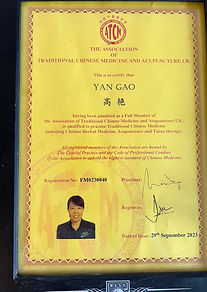 ATCM
THE ASSOCIATION
OF
TRADITIONAL CHINESE MEDICINE AND ACUPUNCTURE UK
This is to certify that
YAN GAO
高 艳
having been admitted as a Full Member of
the Association of Traditional Chinese Medicine and Acupuncture UK,
is qualified to practise Traditional Chinese Medicine
including Chinese Herbal Medicine, Acupuncture and Tuina therapy
All registered members of the Association are bound by
The Code of Practice and the Code of Professional Conduct
of the Association to uphold the highest standard of Chinese Medicine.
Registration No: FM0230040
President:
Registrar:
Date of Issue: 29th September 2023